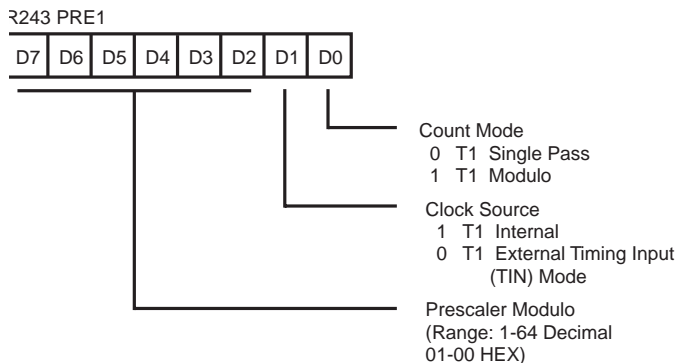 R243 PRE1
D7 D6 D5 D4 D3 D2 D1 D0
Count Mode
0 T1 Single Pass
1 T1 Modulo
Clock Source
1 T1 Internal
0 T1 External Timing Input
(TIN) Mode
Prescaler Modulo
(Range: 1-64 Decimal
01-00 HEX)